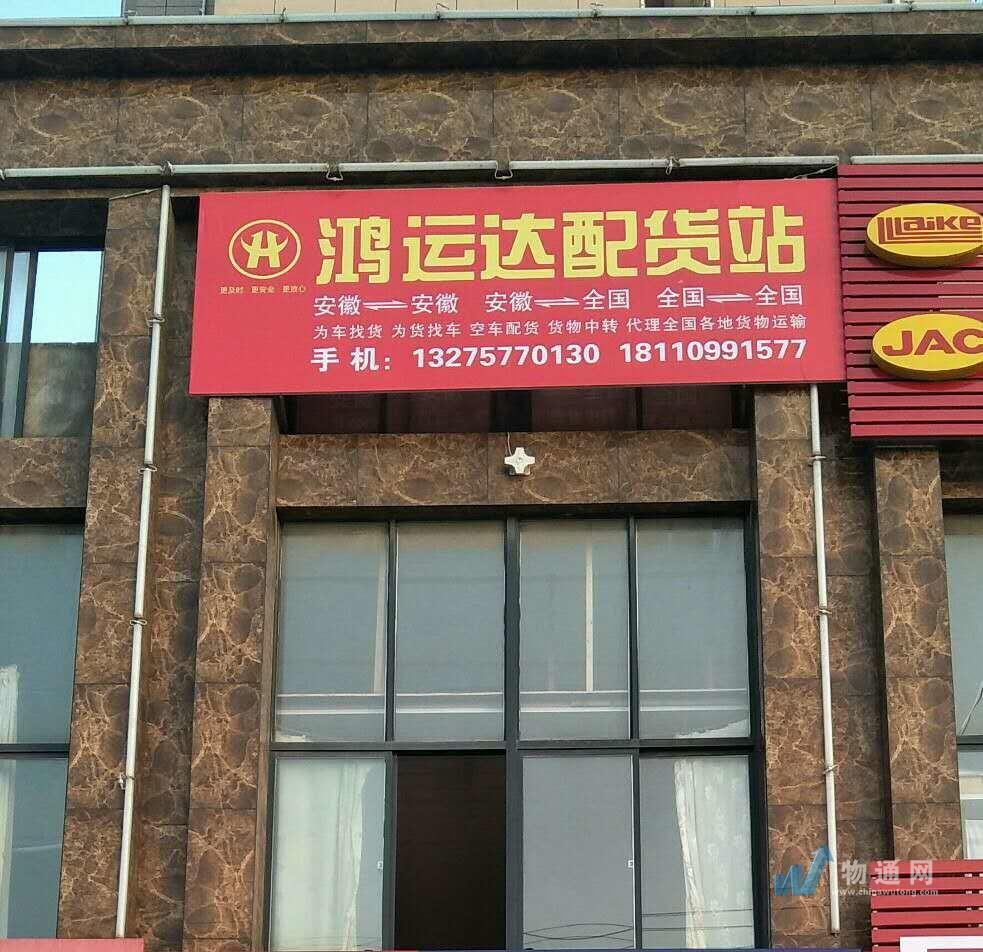 鸿运达配货站
更及时 更安全 更放心
安徽⇌安徽 安徽⇌全国 全国⇌全国
为车找货 为货找车 空车配货 货物中转 代理全国各地货物运输
手机：13275770130 18110991577
Laike
JAC
物通网
www.chinawutong.com